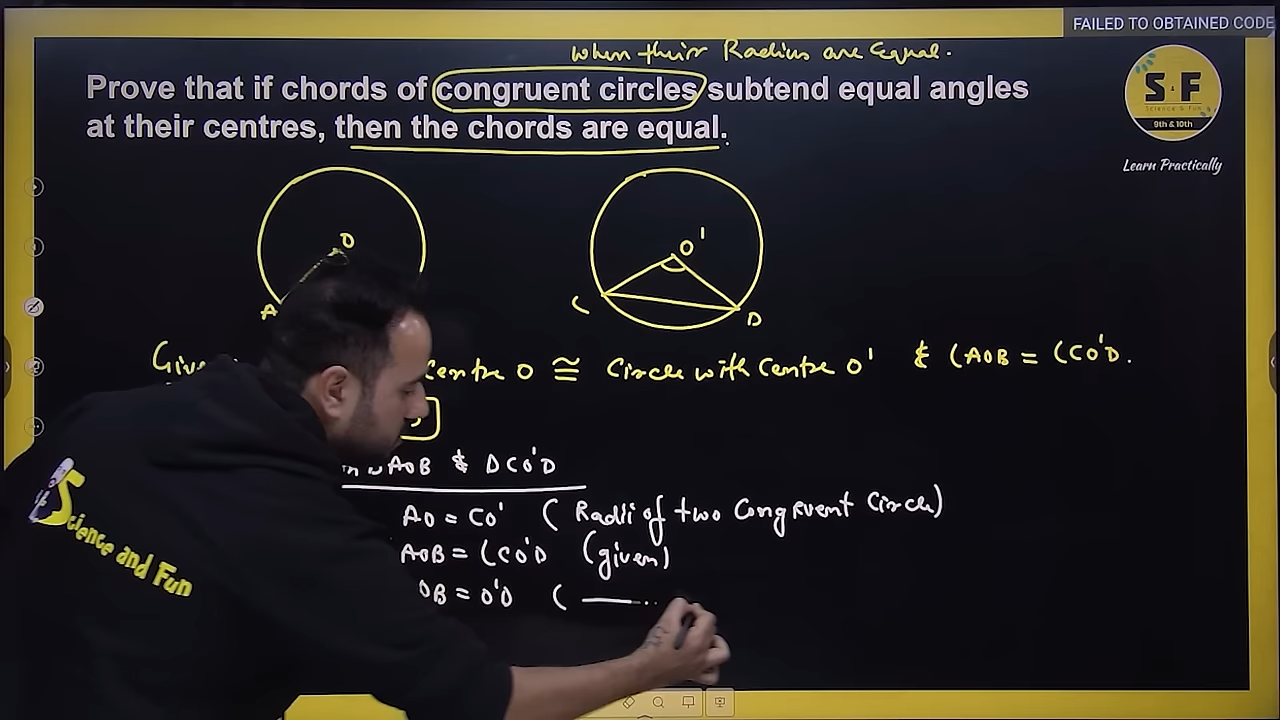 FAILED TO OBTAINED CODE
when their Radius are Equal.
Prove that if chords of congruent circles subtend equal angles
at their centres, then the chords are equal.
S F
Science & Fun
9th & 10th
Learn Practically
O
A
O'
C
D
Centre O ≅ Circle with Centre O' & ∠AOB = ∠CO'D.
ΔAOB & ΔCO'D
AO = CO' (Radii of two Congruent Circle)
AOB = ∠CO'D (given)
OB = O'D (
Science and Fun